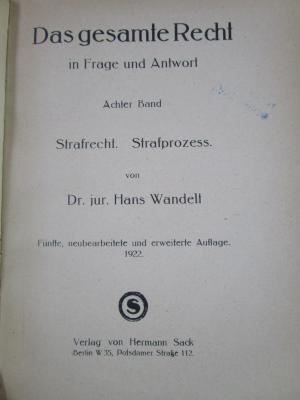 Das gesamte Recht
in Frage und Antwort
Achter Band
Strafrecht. Strafprozess.
von
Dr. jur. Hans Wandelt
Fünfte, neubearbeitete und erweiterte Auflage.
1922.
S
Verlag von Hermann Sack
Berlin W 35, Potsdamer Straße 112.